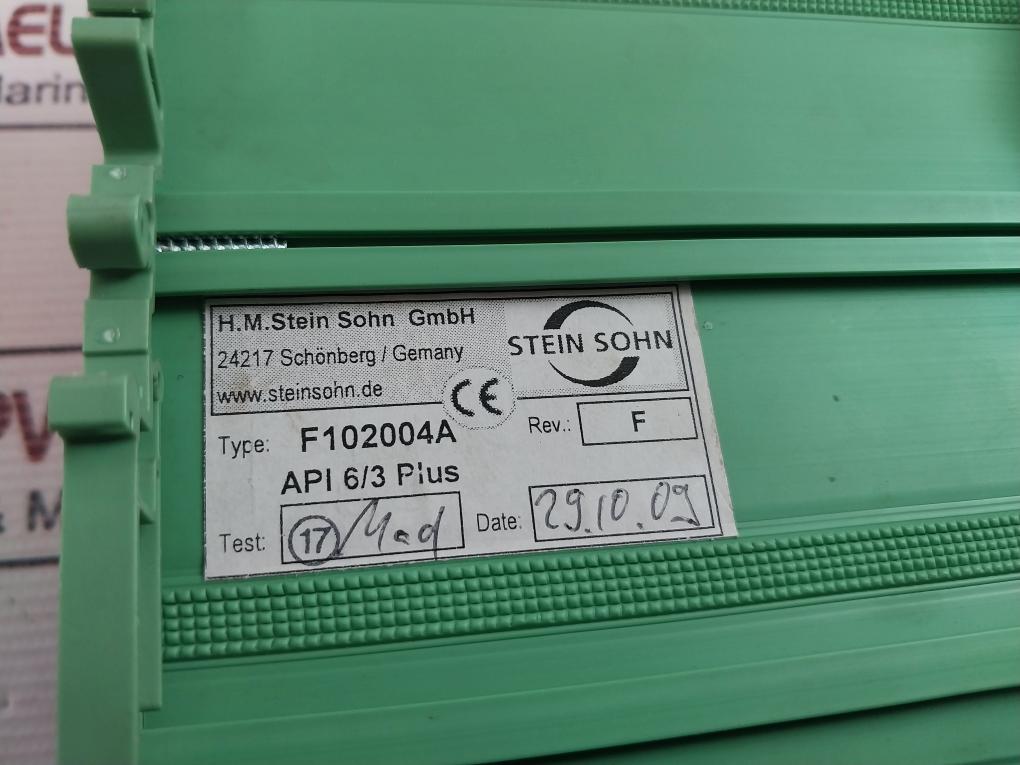 H.M.Stein Sohn GmbH
24217 Schönberg / Gemany
www.steinsohn.de
STEIN SOHN
CE
Type: F102004A
Rev.: F
API 6/3 Plus
Test: 17
Date: 29.10.09